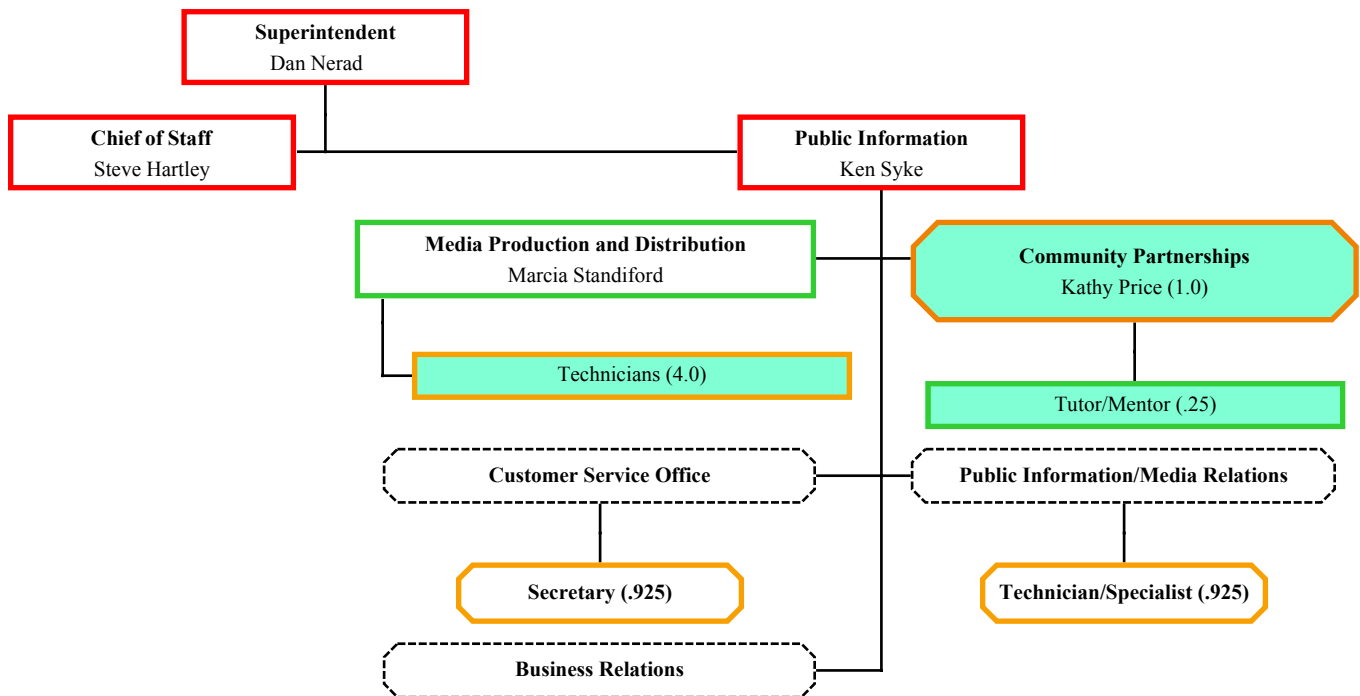 Superintendent
Dan Nerad
Chief of Staff
Steve Hartley
Public Information
Ken Syke
Media Production and Distribution
Marcia Standiford
Community Partnerships
Kathy Price (1.0)
Technicians (4.0)
Tutor/Mentor (.25)
Customer Service Office
Public Information/Media Relations
Secretary (.925)
Technician/Specialist (.925)
Business Relations